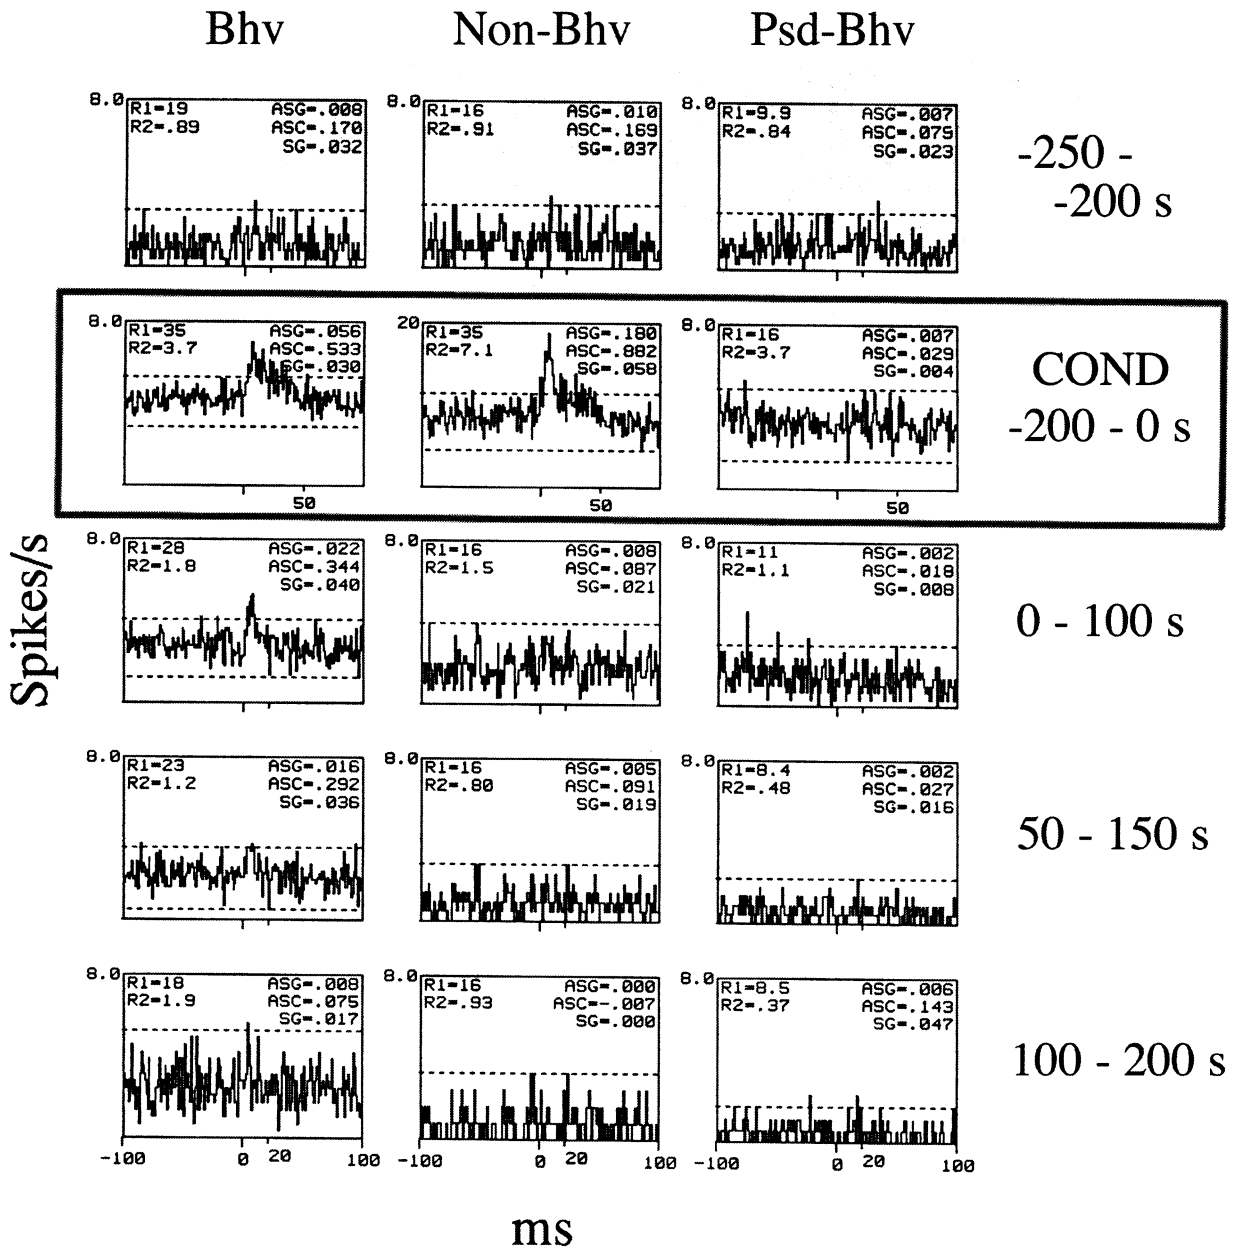 Bhv Non-Bhv Psd-Bhv
8.0 R1=19 ASG=.008 8.0 R1=16 ASG=.010 8.0 R1=9.9 ASG=.007
R2=.89 ASC=.170 R2=.91 ASC=.169 R2=.84 ASC=.075
SG=.032 SG=.037 SG=.023
-250 -
-200 s
8.0 R1=35 ASG=.056 20 R1=35 ASG=.180 8.0 R1=16 ASG=.007
R2=3.7 ASC=.533 R2=7.1 ASC=.882 R2=3.7 ASC=.029
SG=.030 SG=.058 SG=.004
COND
-200 - 0 s
50 50 50
8.0 R1=28 ASG=.022 8.0 R1=16 ASG=.008 8.0 R1=11 ASG=.002
R2=1.8 ASC=.344 R2=1.5 ASC=.087 R2=1.1 ASC=.018
SG=.040 SG=.021 SG=.008
0 - 100 s
Spikes/s
8.0 R1=23 ASG=.016 8.0 R1=16 ASG=.005 8.0 R1=8.4 ASG=.002
R2=1.2 ASC=.292 R2=.80 ASC=.091 R2=.48 ASC=.027
SG=.036 SG=.019 SG=.016
50 - 150 s
8.0 R1=18 ASG=.008 8.0 R1=16 ASG=.000 8.0 R1=8.5 ASG=.006
R2=1.9 ASC=.075 R2=.93 ASC=-.007 R2=.37 ASC=.143
SG=.017 SG=.000 SG=.047
100 - 200 s
-100 0 20 100 -100 0 20 100 -100 0 20 100
ms